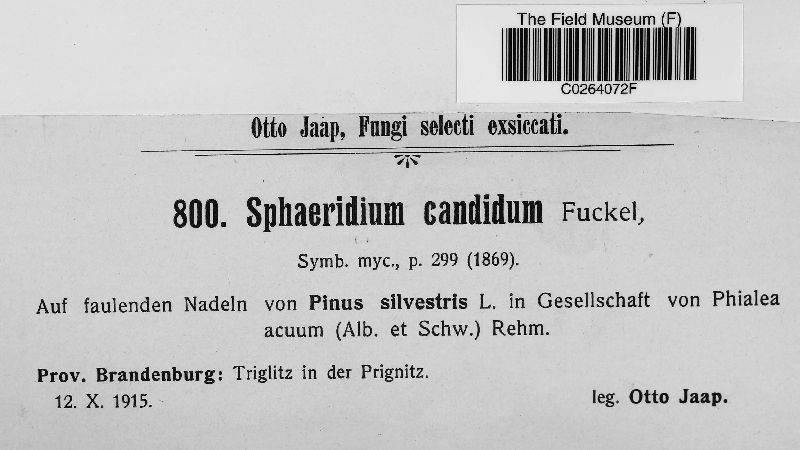 The Field Museum (F)
C0264072F
Otto Jaap, Fungi selecti exsiccati.
800. Sphaeridium candidum Fuckel,
Symb. myc., p. 299 (1869).
Auf faulenden Nadeln von Pinus silvestris L. in Gesellschaft von Phialea
acuum (Alb. et Schw.) Rehm.
Prov. Brandenburg: Triglitz in der Prignitz.
12. X. 1915.
leg. Otto Jaap.